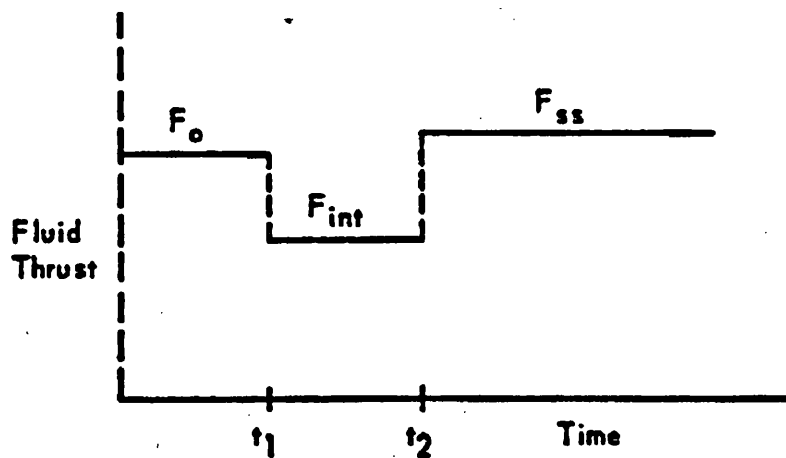 F_ss
F_o
F_int
Fluid
Thrust
t_1
t_2
Time